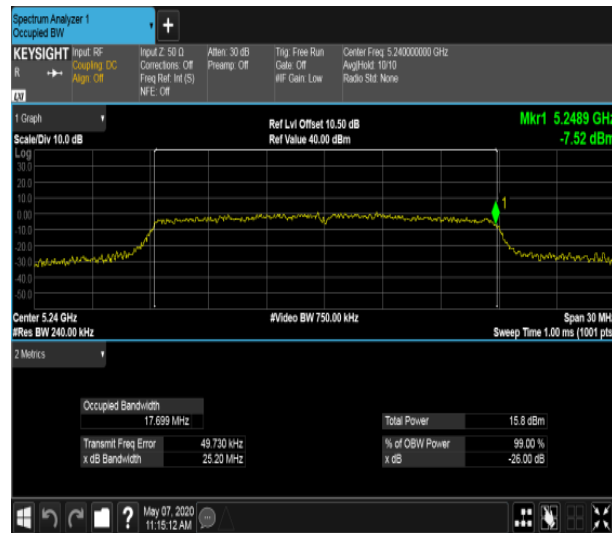 Spectrum Analyzer 1
Occupied BW
+
KEYSIGHT Input: RF Input Z: 50 Ω Atten: 30 dB Trig: Free Run Center Freq: 5.240000000 GHz
R Coupling: DC Corrections: Off Preamp: Off Gate: Off Avg|Hold: 10/10
Align: Off Freq Ref: Int (S) #IF Gain: Low Radio Std: None
LXI NFE: Off
1 Graph Ref Lvl Offset 10.50 dB Mkr1 5.2489 GHz
Scale/Div 10.0 dB Ref Value 40.00 dBm -7.52 dBm
Log
30.0
20.0
10.0
0.00
1
-10.0
-20.0
-30.0
-40.0
-50.0
Center 5.24 GHz #Video BW 750.00 kHz Span 30 MHz
#Res BW 240.00 kHz Sweep Time 1.00 ms (1001 pts
2 Metrics
Occupied Bandwidth
17.699 MHz Total Power 15.8 dBm
Transmit Freq Error 49.730 kHz % of OBW Power 99.00 %
x dB Bandwidth 25.20 MHz x dB -26.00 dB
? May 07, 2020
11:15:12 AM